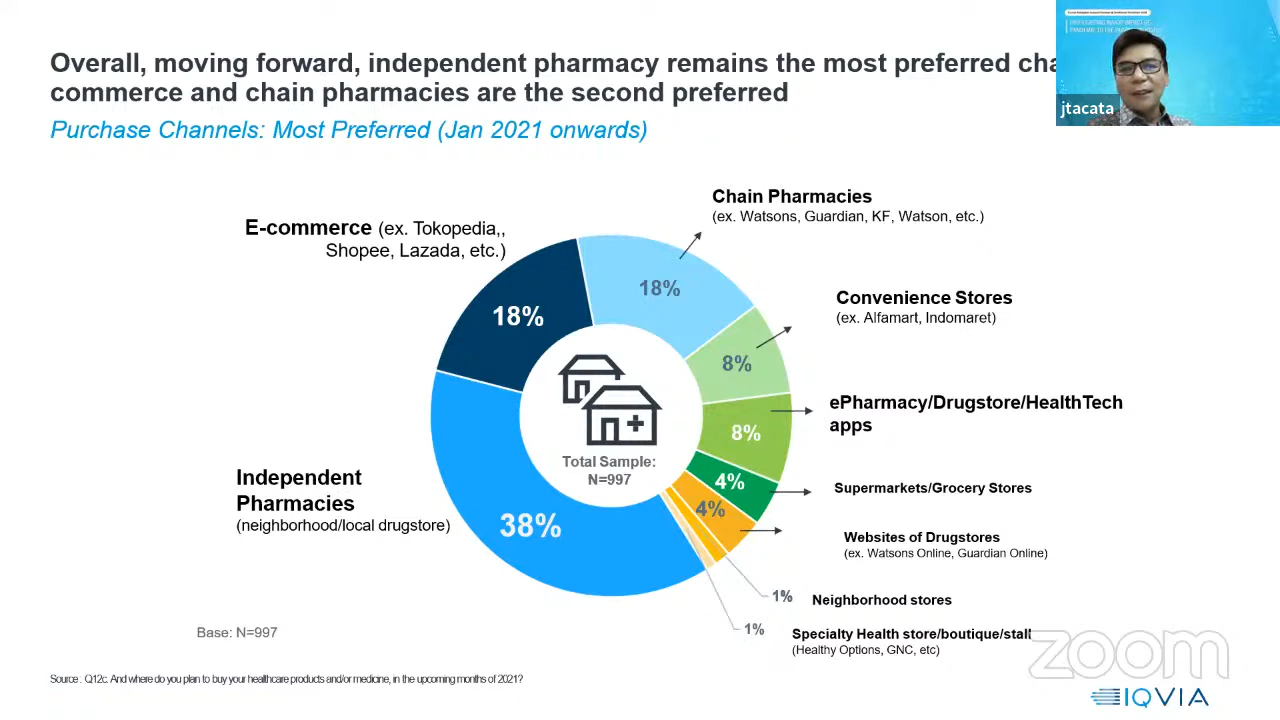 Overall, moving forward, independent pharmacy remains the most preferred cha
commerce and chain pharmacies are the second preferred
Purchase Channels: Most Preferred (Jan 2021 onwards)
jtacata
Chain Pharmacies
(ex. Watsons, Guardian, KF, Watson, etc.)
E-commerce (ex. Tokopedia,,
Shopee, Lazada, etc.)
18%
18%
Convenience Stores
(ex. Alfamart, Indomaret)
8%
ePharmacy/Drugstore/HealthTech
apps
8%
Total Sample:
N=997
Independent
Pharmacies
(neighborhood/local drugstore)
38%
4%
Supermarkets/Grocery Stores
4%
Websites of Drugstores
(ex. Watsons Online, Guardian Online)
1%
Neighborhood stores
1%
Specialty Health store/boutique/stall
(Healthy Options, GNC, etc)
Base: N=997
zoom
Source : Q12c. And where do you plan to buy your healthcare products and/or medicine, in the upcoming months of 2021?
IQVIA